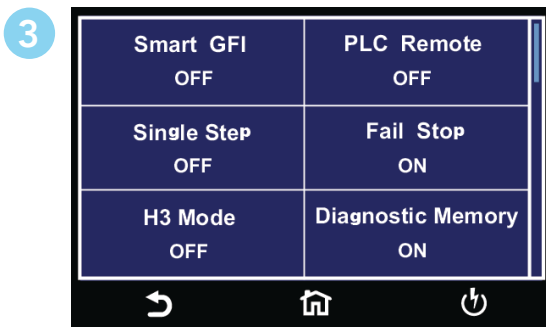 3
Smart GFI
OFF
PLC Remote
OFF
Single Step
OFF
Fail Stop
ON
H3 Mode
OFF
Diagnostic Memory
ON